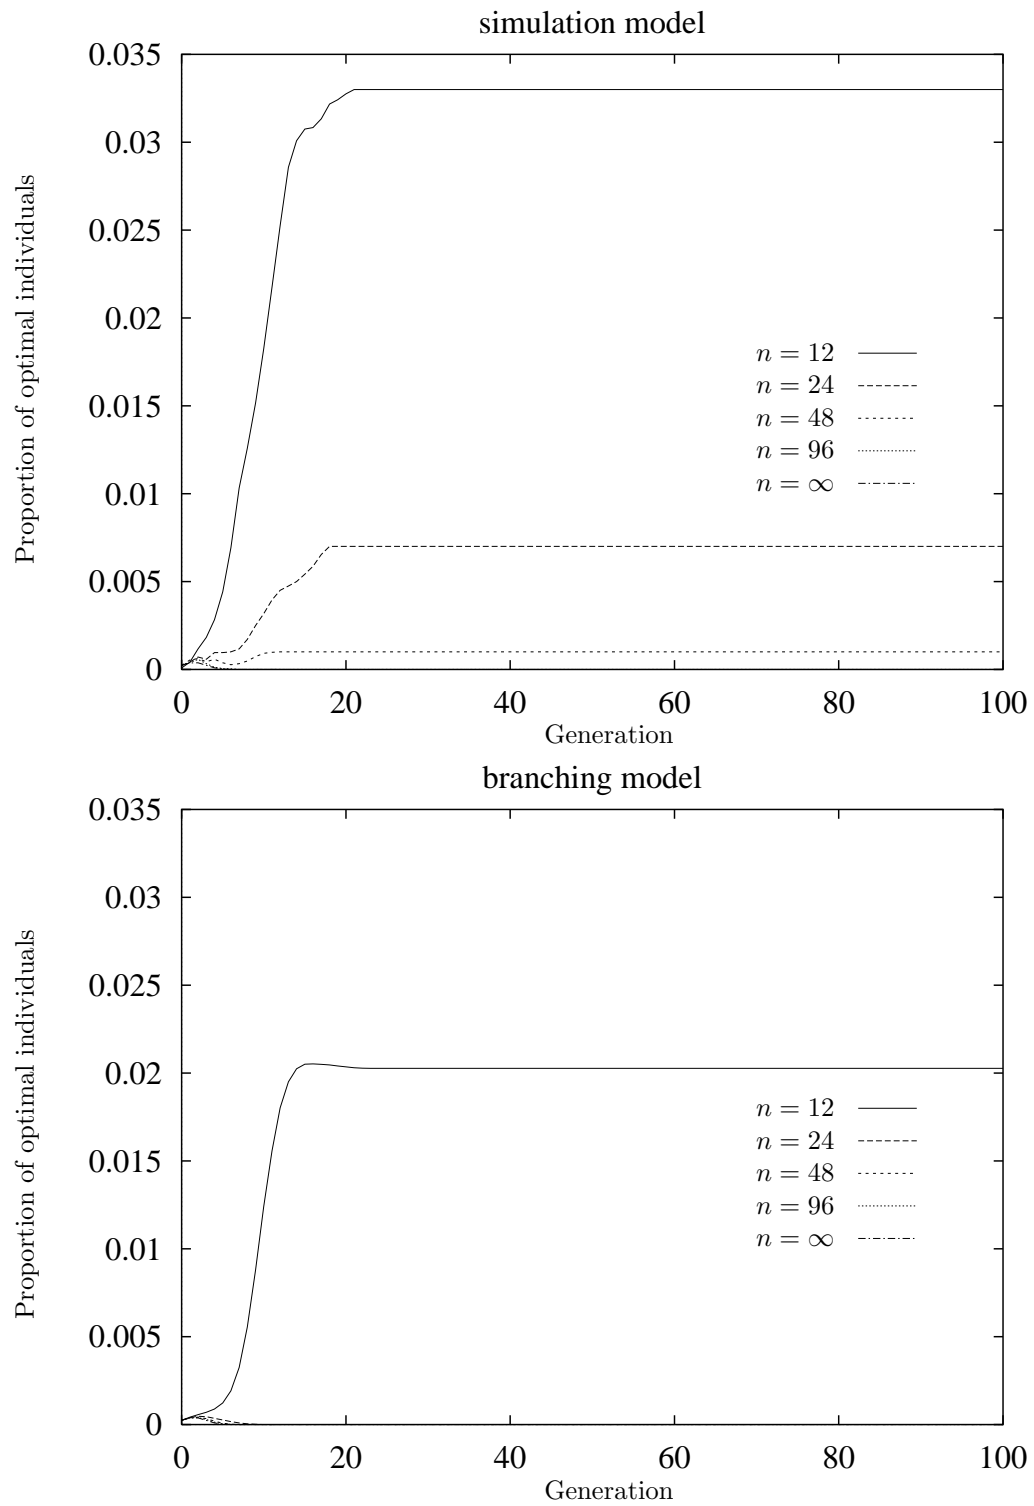 simulation model
Proportion of optimal individuals
0.035
0.03
0.025
0.02
0.015
0.01
0.005
0
n = 12
n = 24
n = 48
n = 96
n = ∞
0 20 40 60 80 100
Generation
branching model
Proportion of optimal individuals
0.035
0.03
0.025
0.02
0.015
0.01
0.005
0
n = 12
n = 24
n = 48
n = 96
n = ∞
0 20 40 60 80 100
Generation